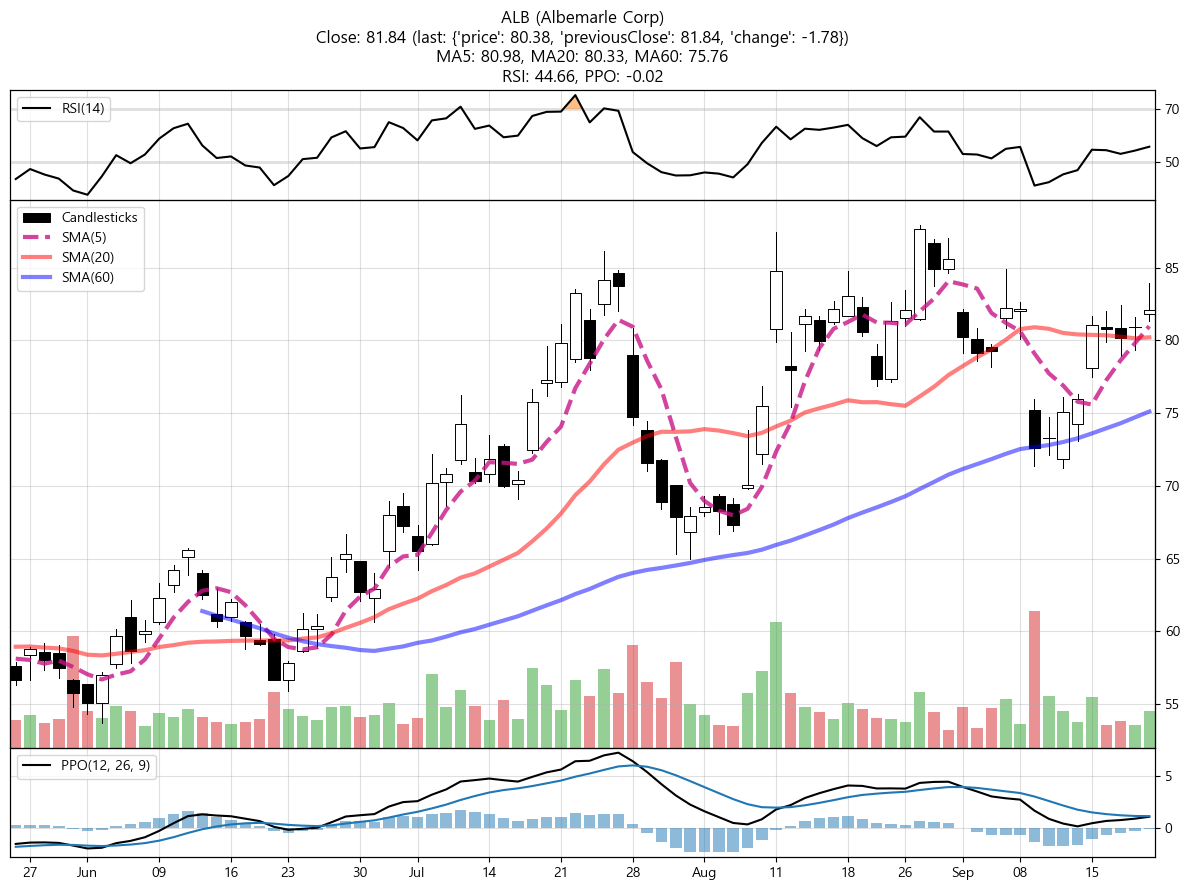 ALB (Albemarle Corp)
Close: 81.84 (last: {'price': 80.38, 'previousClose': 81.84, 'change': -1.78})
MA5: 80.98, MA20: 80.33, MA60: 75.76
RSI: 44.66, PPO: -0.02
RSI(14)
70
50
Candlesticks
SMA(5)
SMA(20)
SMA(60)
85
80
75
70
65
60
55
PPO(12, 26, 9)
5
0
27 Jun 09 16 23 30 Jul 14 21 28 Aug 11 18 26 Sep 08 15